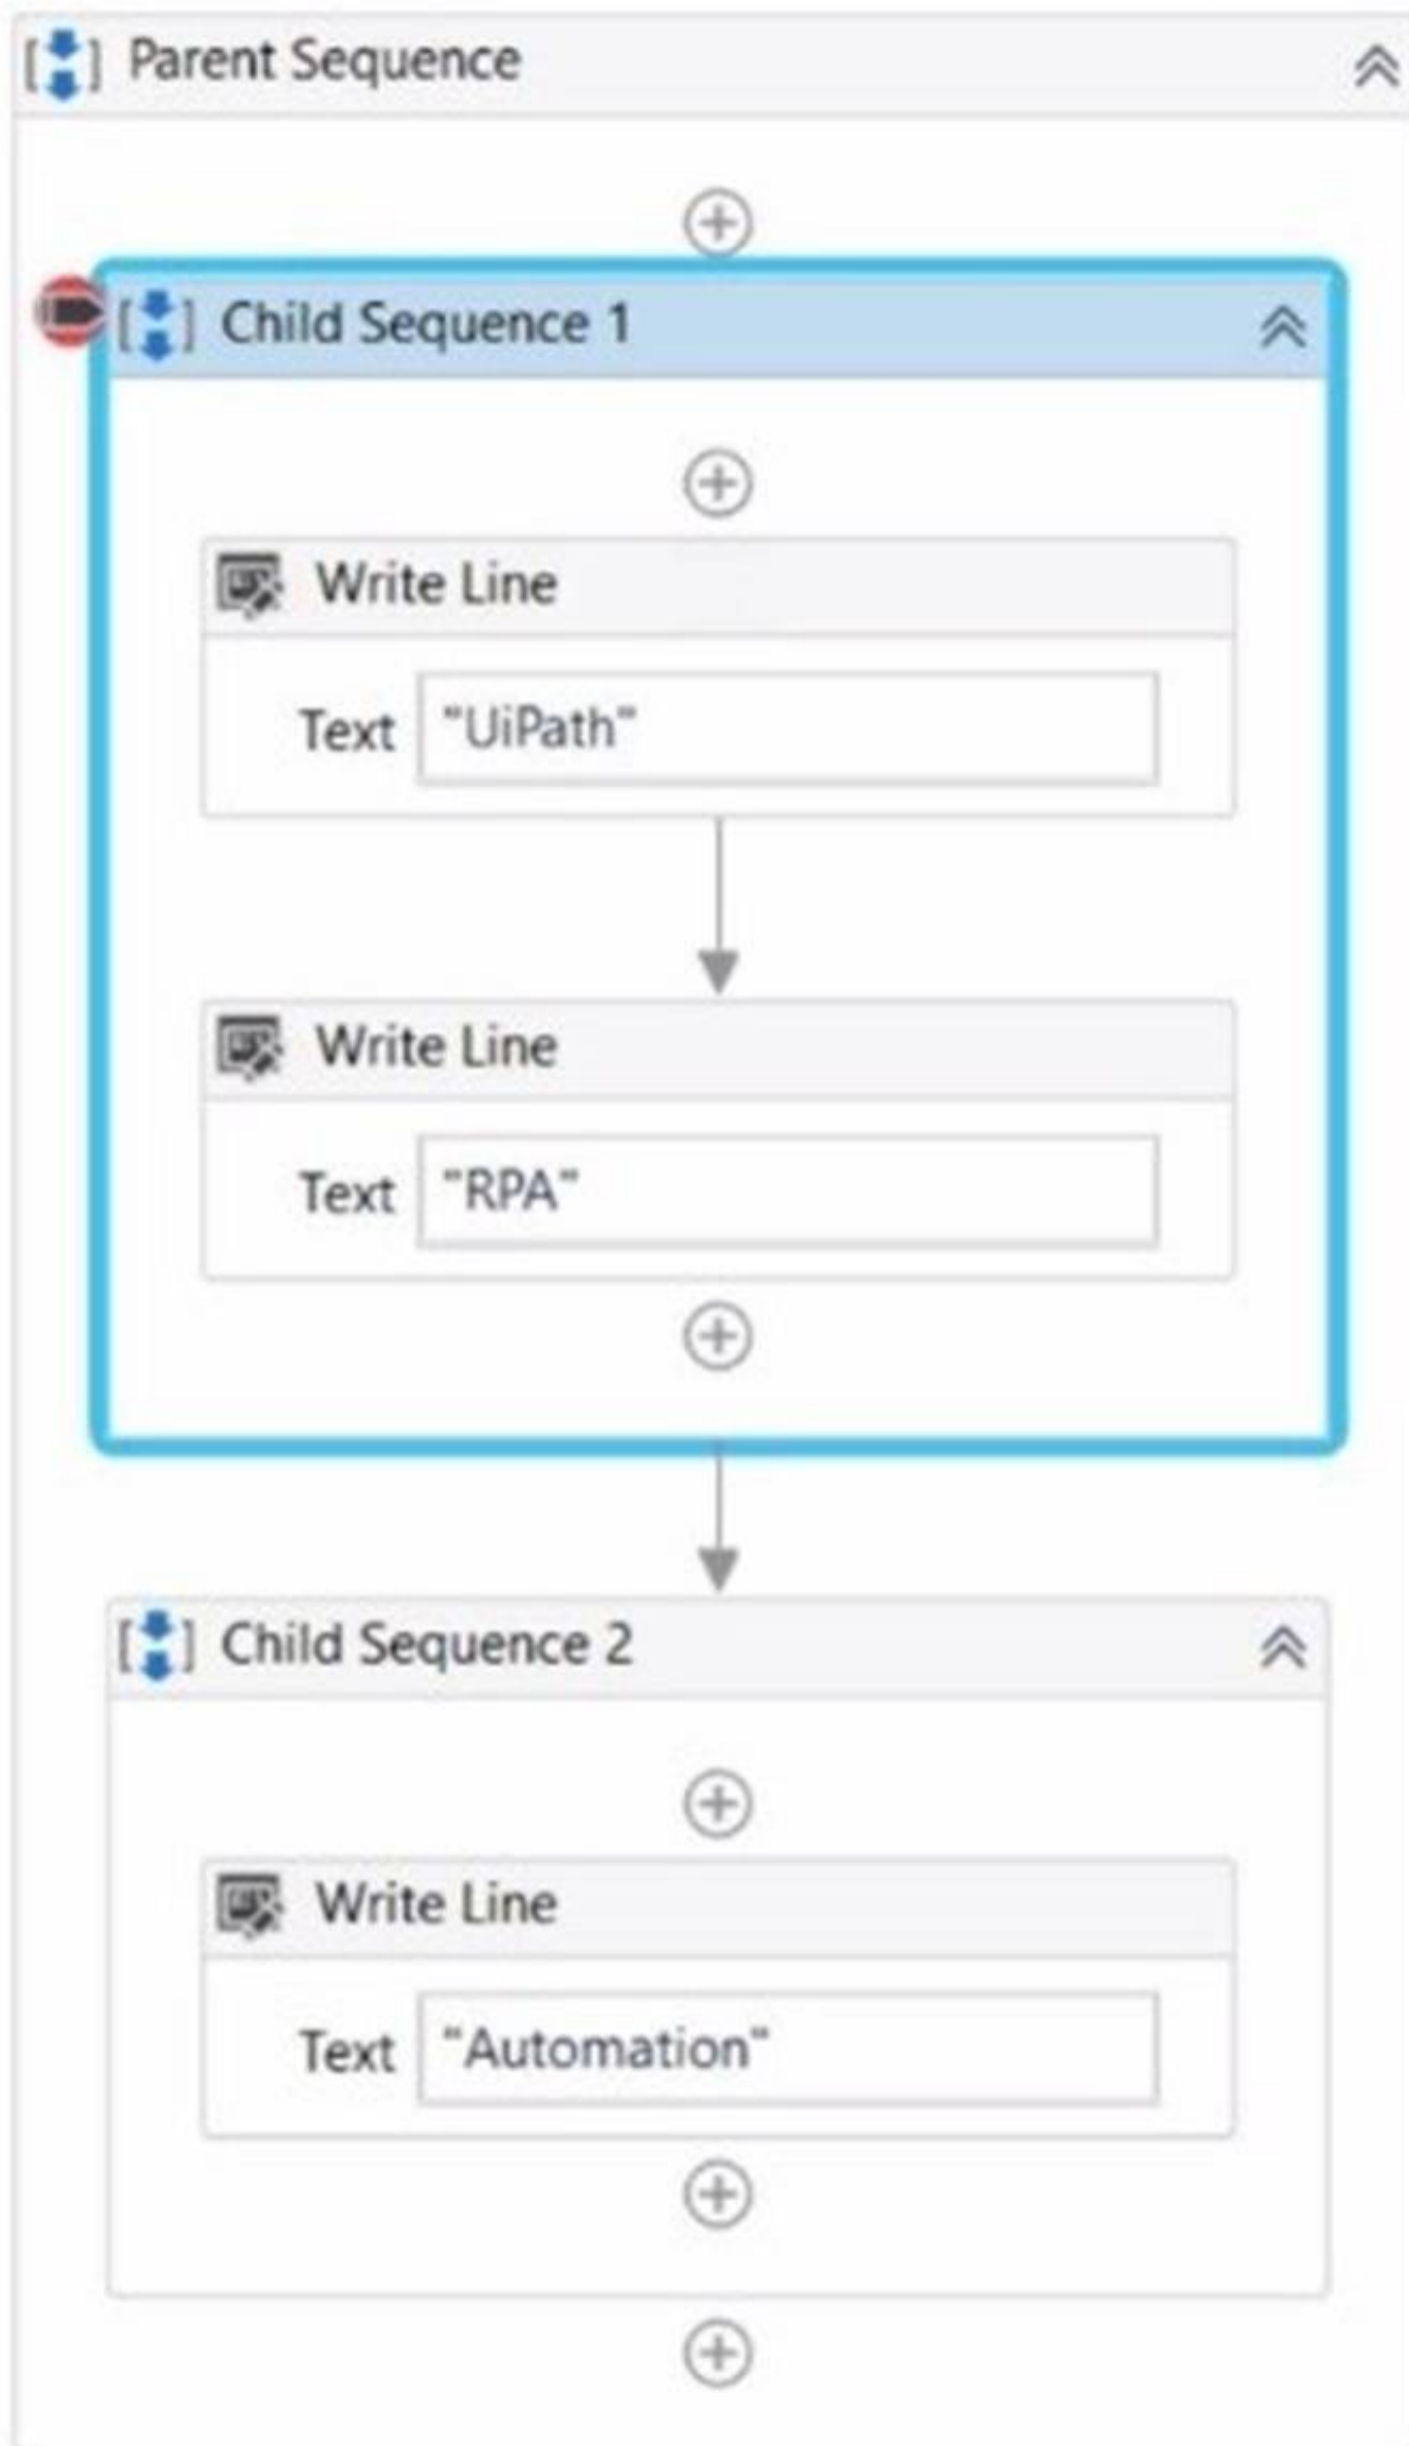 Parent Sequence
Child Sequence 1
Write Line
Text "UiPath"
Write Line
Text "RPA"
Child Sequence 2
Write Line
Text "Automation"